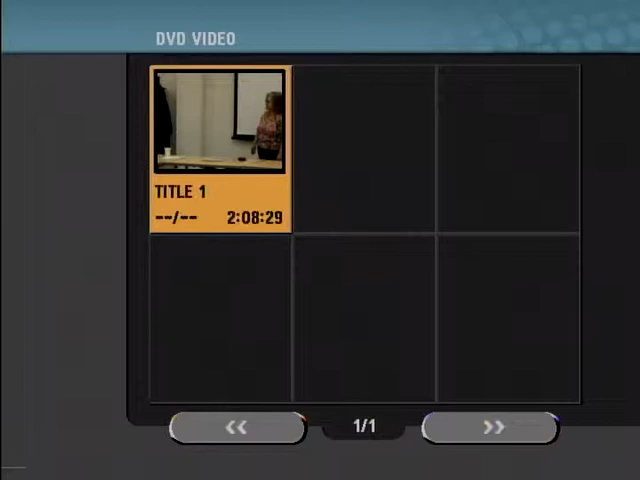 DVD VIDEO
TITLE 1
--/-- 2:08:29
<< 1/1 >>